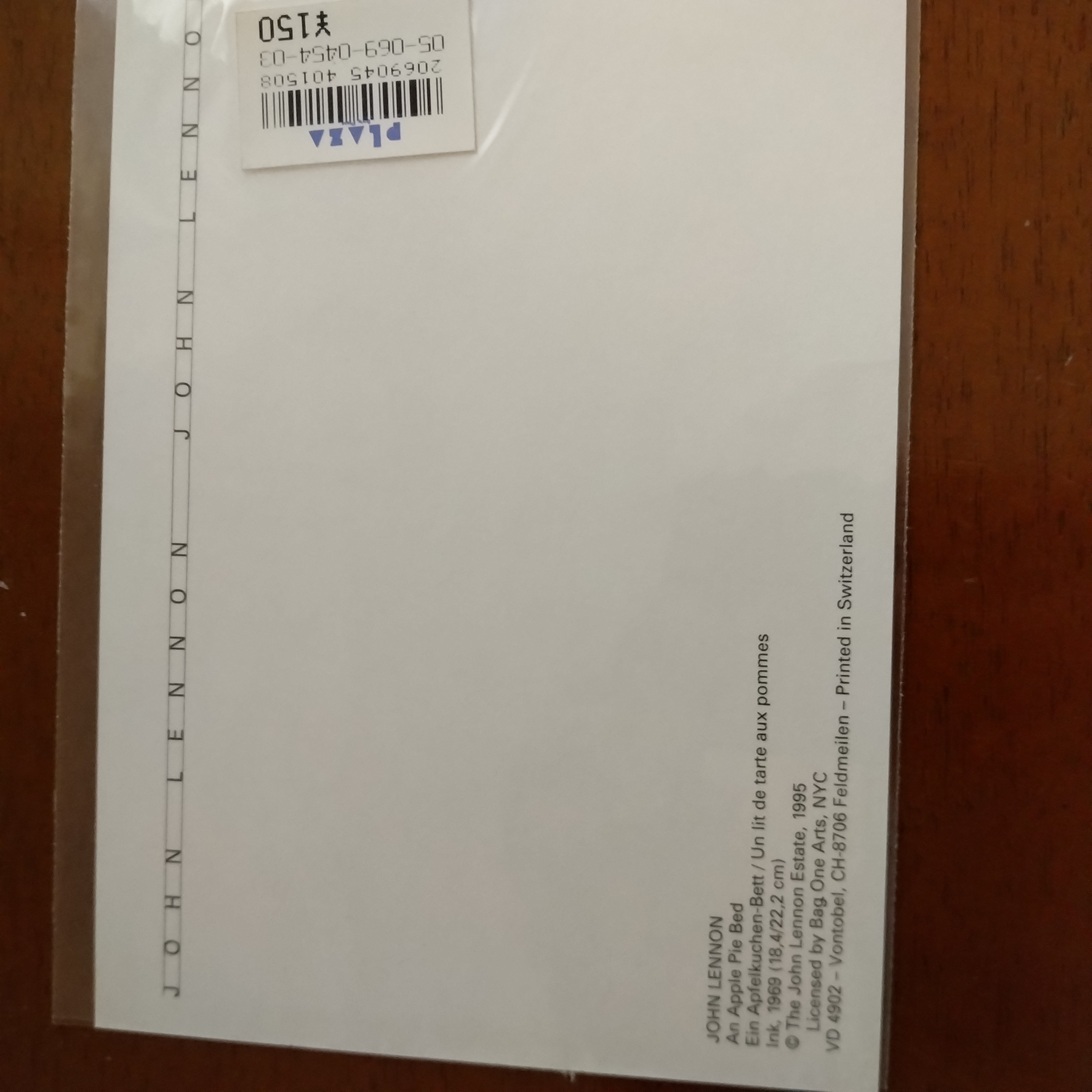 JOHN LENNON JOHN LENNO
JOHN LENNON
An Apple Pie Bed
Ein Apfelkuchen-Bett / Un lit de tarte aux pommes
Ink, 1969 (18,4/22,2 cm)
© The John Lennon Estate, 1995
Licensed by Bag One Arts, NYC
VD 4902 – Vontobel, CH-8706 Feldmeilen – Printed in Switzerland
PLAZA
2069045 401508
05-069-0454-03
¥150